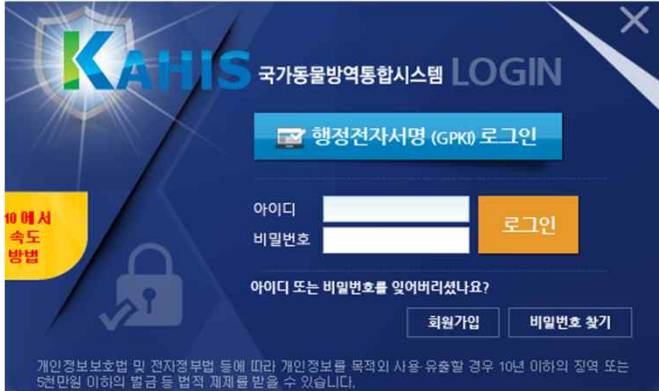 KAHIS 국가동물방역통합시스템 LOGIN
행정전자서명 (GPKI) 로그인
10 에서
속도
방법
아이디
비밀번호
로그인
아이디 또는 비밀번호를 잊어버리셨나요?
회원가입
비밀번호 찾기
개인정보보호법 및 전자정부법 등에 따라 개인정보를 목적외 사용·유출할 경우 10년 이하의 징역 또는
5천만원 이하의 벌금 등 법적 제제를 받을 수 있습니다.